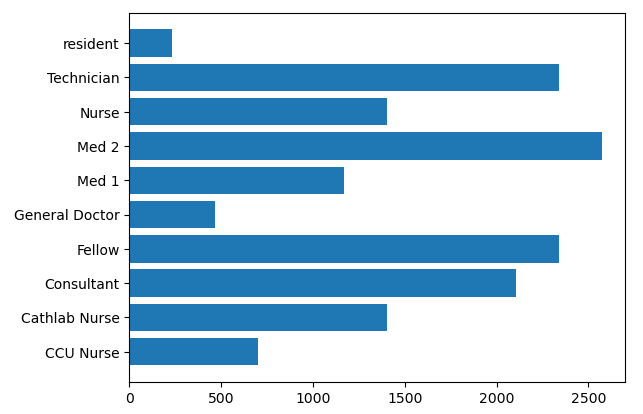 resident
Technician
Nurse
Med 2
Med 1
General Doctor
Fellow
Consultant
Cathlab Nurse
CCU Nurse
0 500 1000 1500 2000 2500